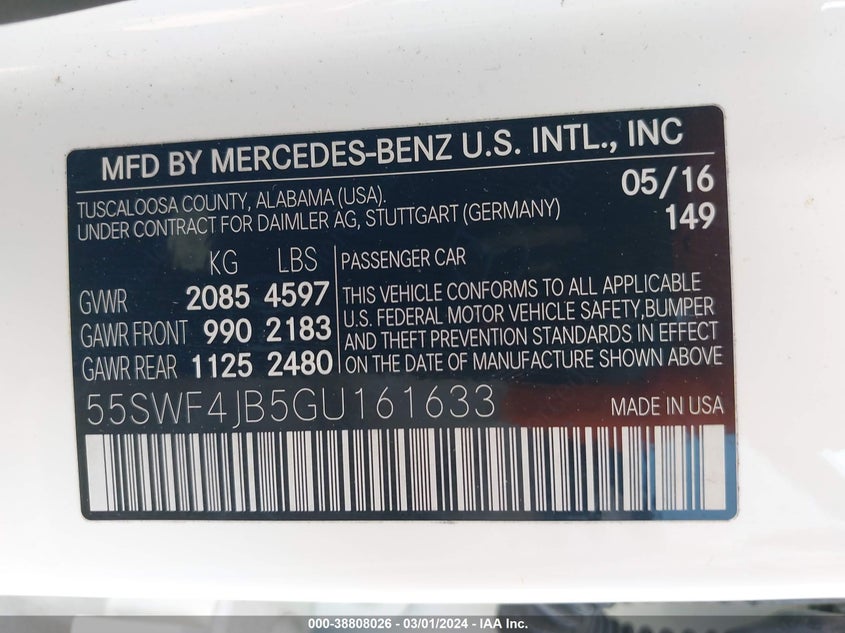 MFD BY MERCEDES-BENZ U.S. INTL., INC
TUSCALOOSA COUNTY, ALABAMA (USA).
UNDER CONTRACT FOR DAIMLER AG, STUTTGART (GERMANY)
05/16
149
KG LBS
GVWR 2085 4597
GAWR FRONT 990 2183
GAWR REAR 1125 2480
PASSENGER CAR
THIS VEHICLE CONFORMS TO ALL APPLICABLE
U.S. FEDERAL MOTOR VEHICLE SAFETY,BUMPER
AND THEFT PREVENTION STANDARDS IN EFFECT
ON THE DATE OF MANUFACTURE SHOWN ABOVE
55SWF4JB5GU161633 MADE IN USA
000-38808026 - 03/01/2024 - IAA Inc.